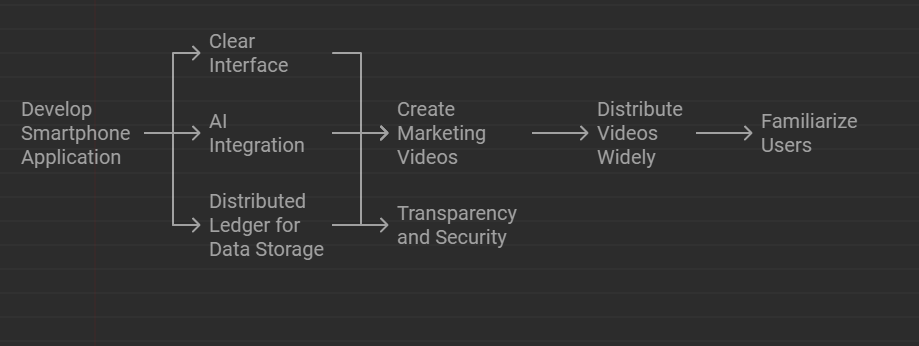 Develop
Smartphone
Application
Clear
Interface
AI
Integration
Distributed
Ledger for
Data Storage
Create
Marketing
Videos
Transparency
and Security
Distribute
Videos
Widely
Familiarize
Users